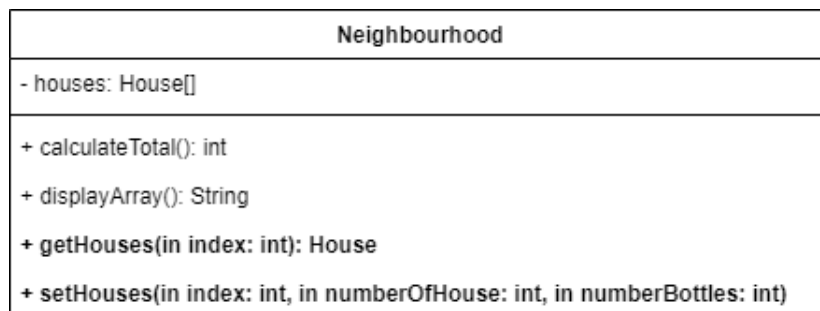 Neighbourhood
- houses: House[]
+ calculateTotal(): int
+ displayArray(): String
+ getHouses(in index: int): House
+ setHouses(in index: int, in numberOfHouse: int, in numberBottles: int)